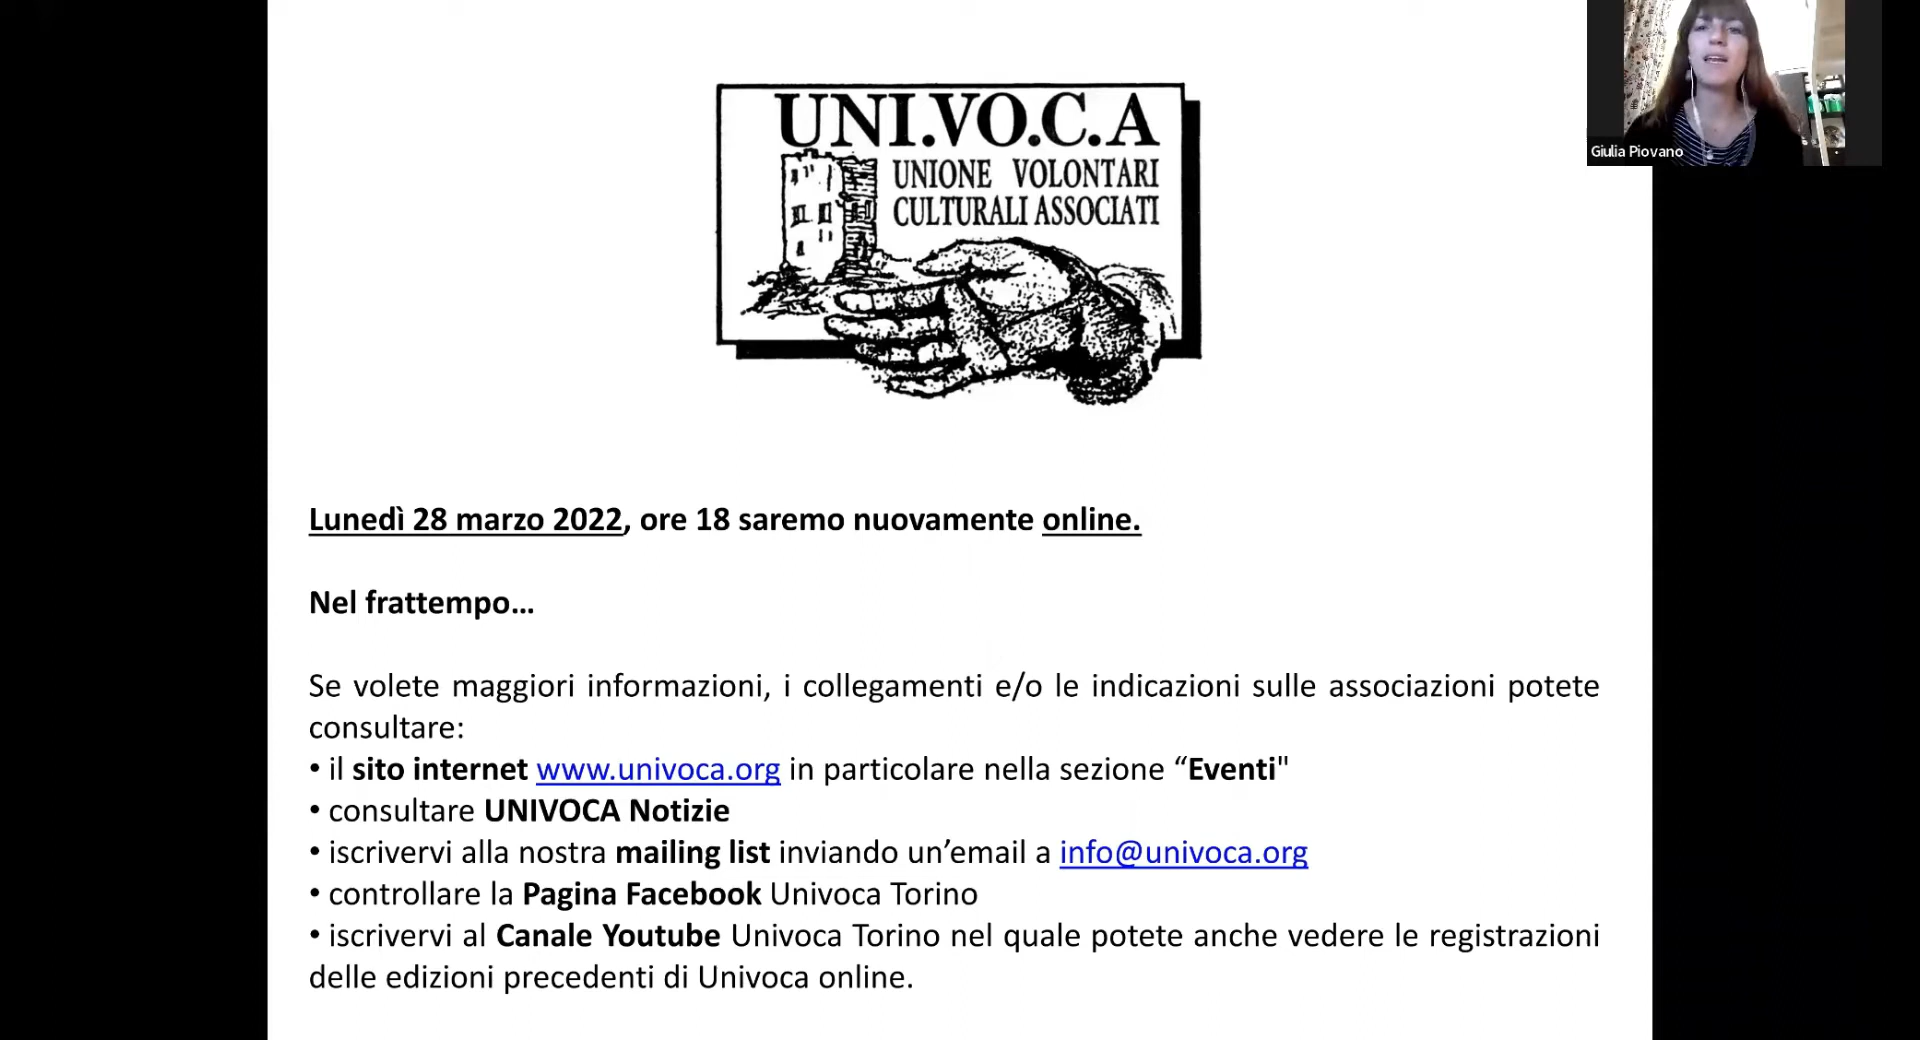 UNI.VO.C.A
UNIONE VOLONTARI
CULTURALI ASSOCIATI
Giulia Piovano
Lunedì 28 marzo 2022, ore 18 saremo nuovamente online.
Nel frattempo...
Se volete maggiori informazioni, i collegamenti e/o le indicazioni sulle associazioni potete
consultare:
• il sito internet www.univoca.org in particolare nella sezione “Eventi"
• consultare UNIVOCA Notizie
• iscrivervi alla nostra mailing list inviando un’email a info@univoca.org
• controllare la Pagina Facebook Univoca Torino
• iscrivervi al Canale Youtube Univoca Torino nel quale potete anche vedere le registrazioni
delle edizioni precedenti di Univoca online.